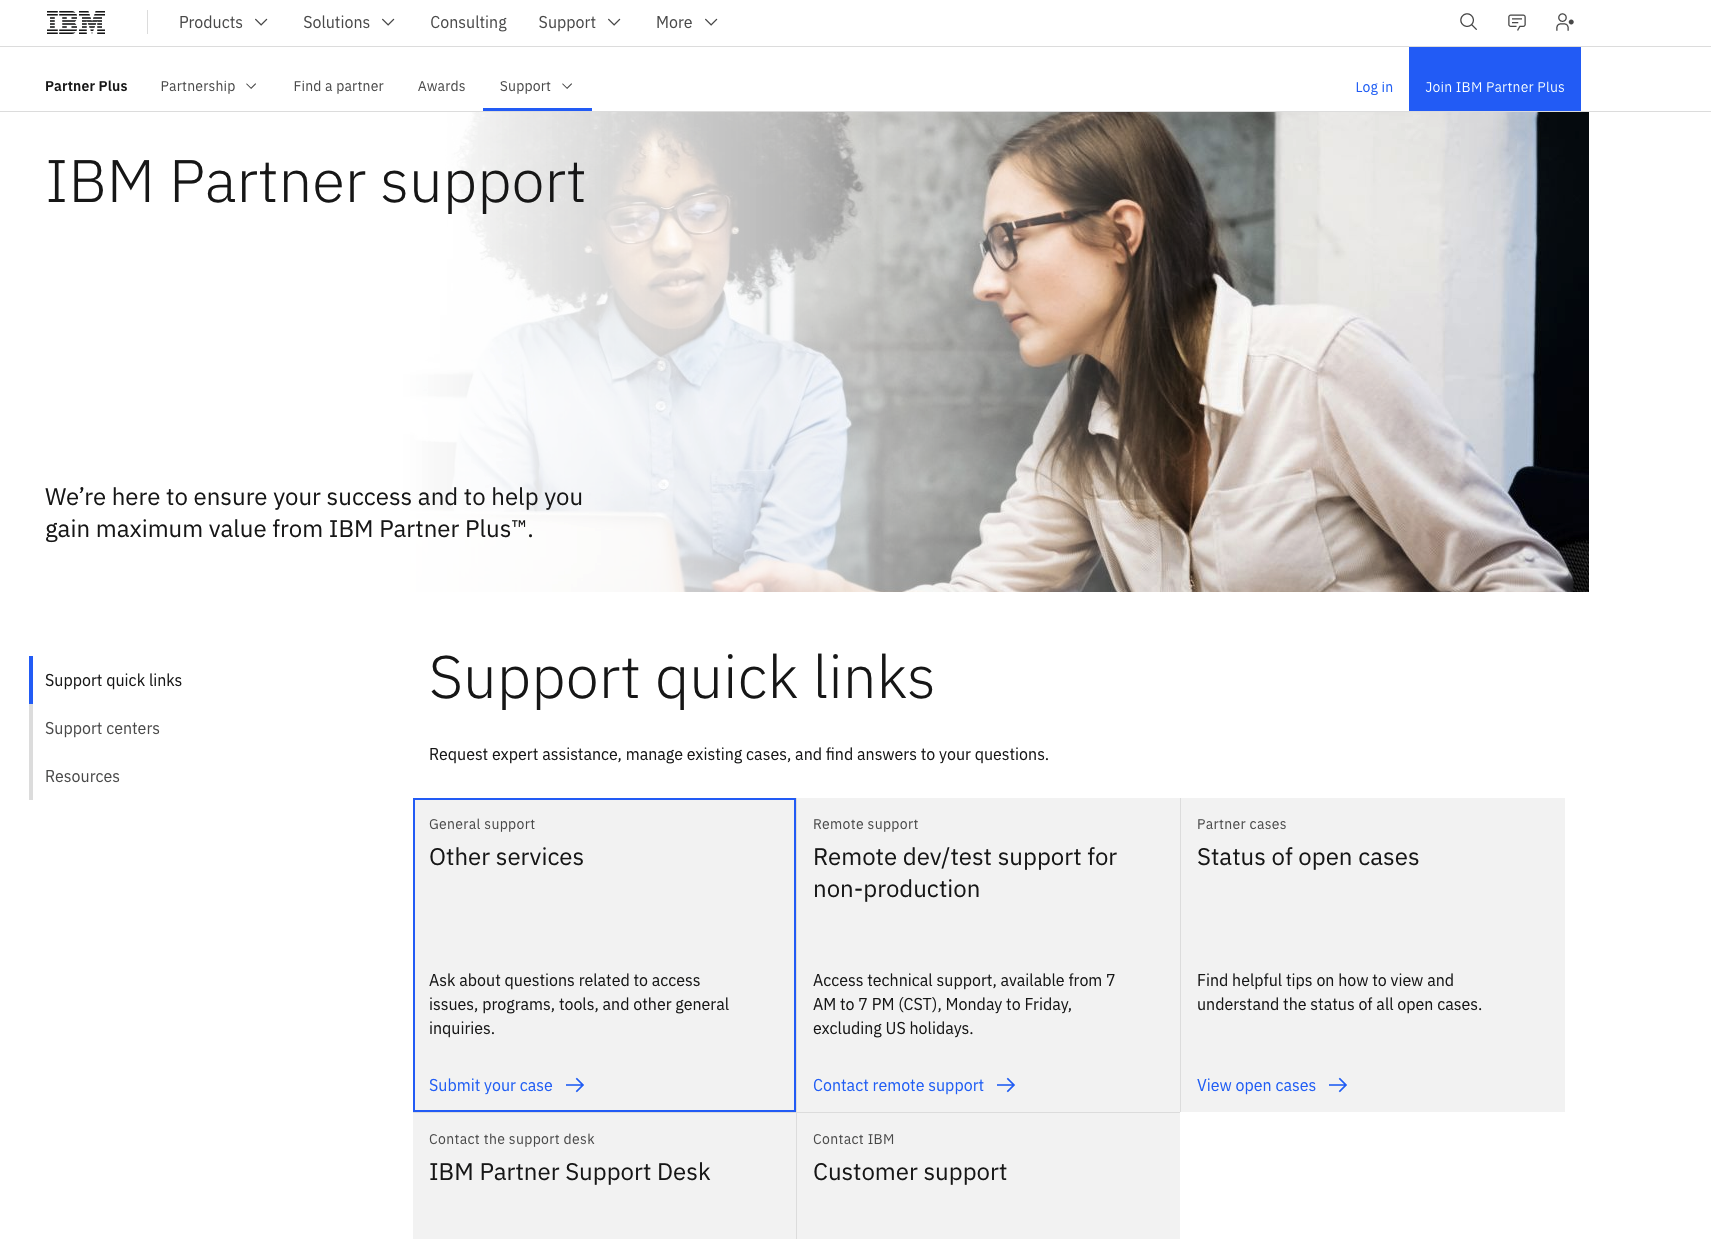 IBM
Products
Solutions
Consulting
Support
More
Partner Plus
Partnership
Find a partner
Awards
Support
Log in
Join IBM Partner Plus
IBM Partner support
We’re here to ensure your success and to help you
gain maximum value from IBM Partner Plus™.
Support quick links
Support centers
Resources
Support quick links
Request expert assistance, manage existing cases, and find answers to your questions.
General support
Other services
Ask about questions related to access
issues, programs, tools, and other general
inquiries.
Submit your case
Remote support
Remote dev/test support for
non-production
Access technical support, available from 7
AM to 7 PM (CST), Monday to Friday,
excluding US holidays.
Contact remote support
Partner cases
Status of open cases
Find helpful tips on how to view and
understand the status of all open cases.
View open cases
Contact the support desk
IBM Partner Support Desk
Contact IBM
Customer support